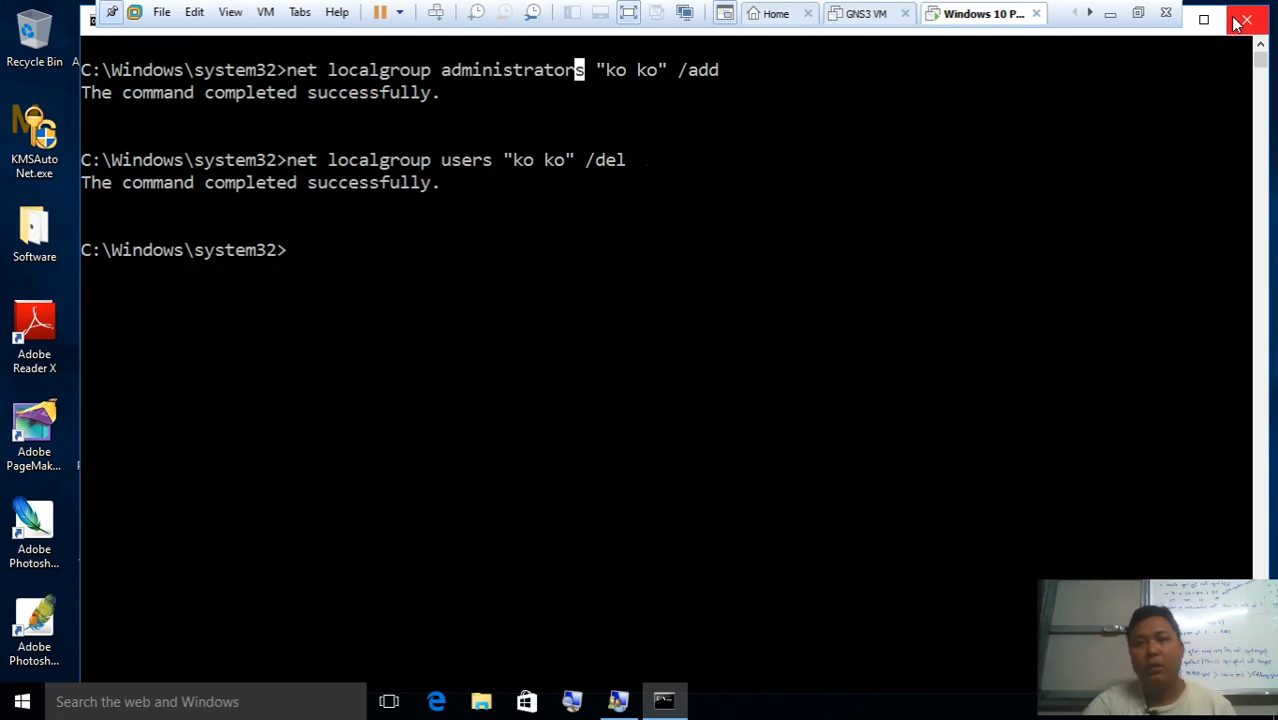 File Edit View VM Tabs Help
Home
GNS3 VM
Windows 10 P...
Recycle Bin
A
C:\Windows\system32>net localgroup administrators "ko ko" /add
The command completed successfully.
C:\Windows\system32>net localgroup users "ko ko" /del
The command completed successfully.
C:\Windows\system32>
KMSAuto
Net.exe
Software
Adobe
Reader X
Adobe
PageMak...
Adobe
Photosh...
Adobe
Photosh...
Search the web and Windows